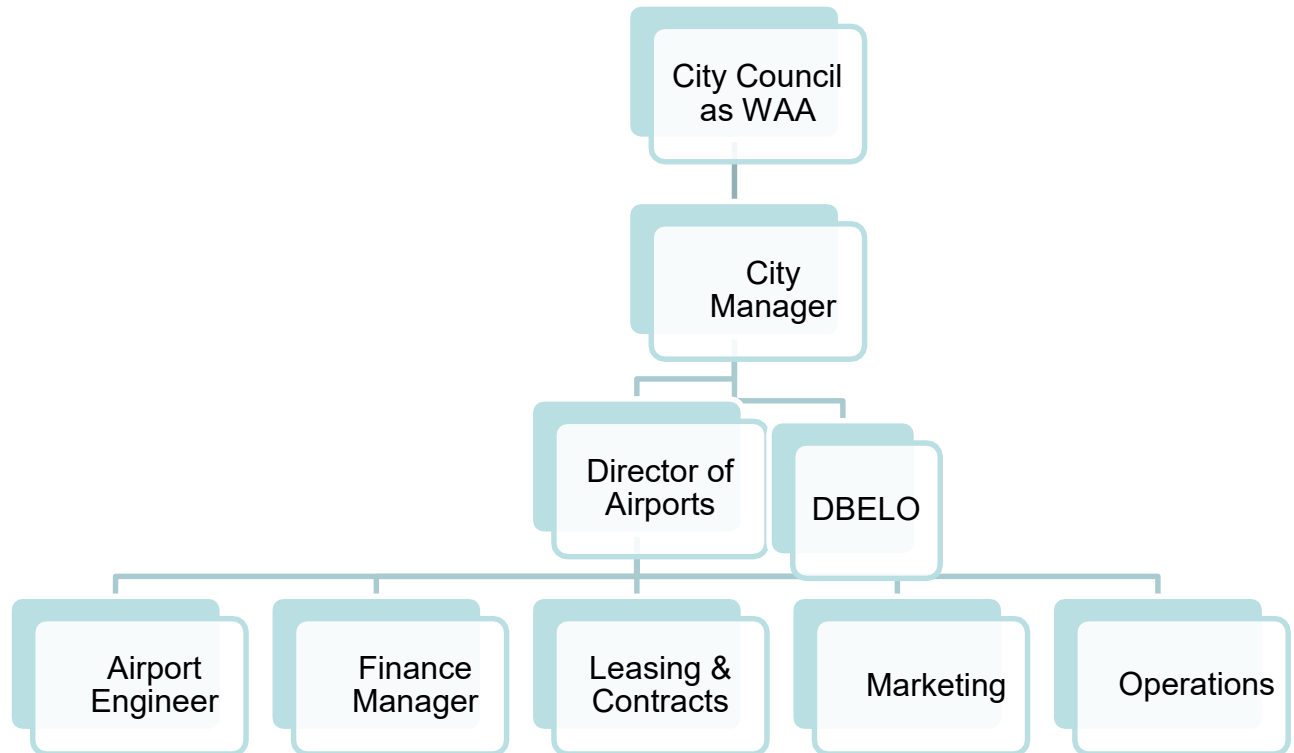 City Council
as WAA
City
Manager
Director of
Airports
DBELO
Airport
Engineer
Finance
Manager
Leasing &
Contracts
Marketing
Operations